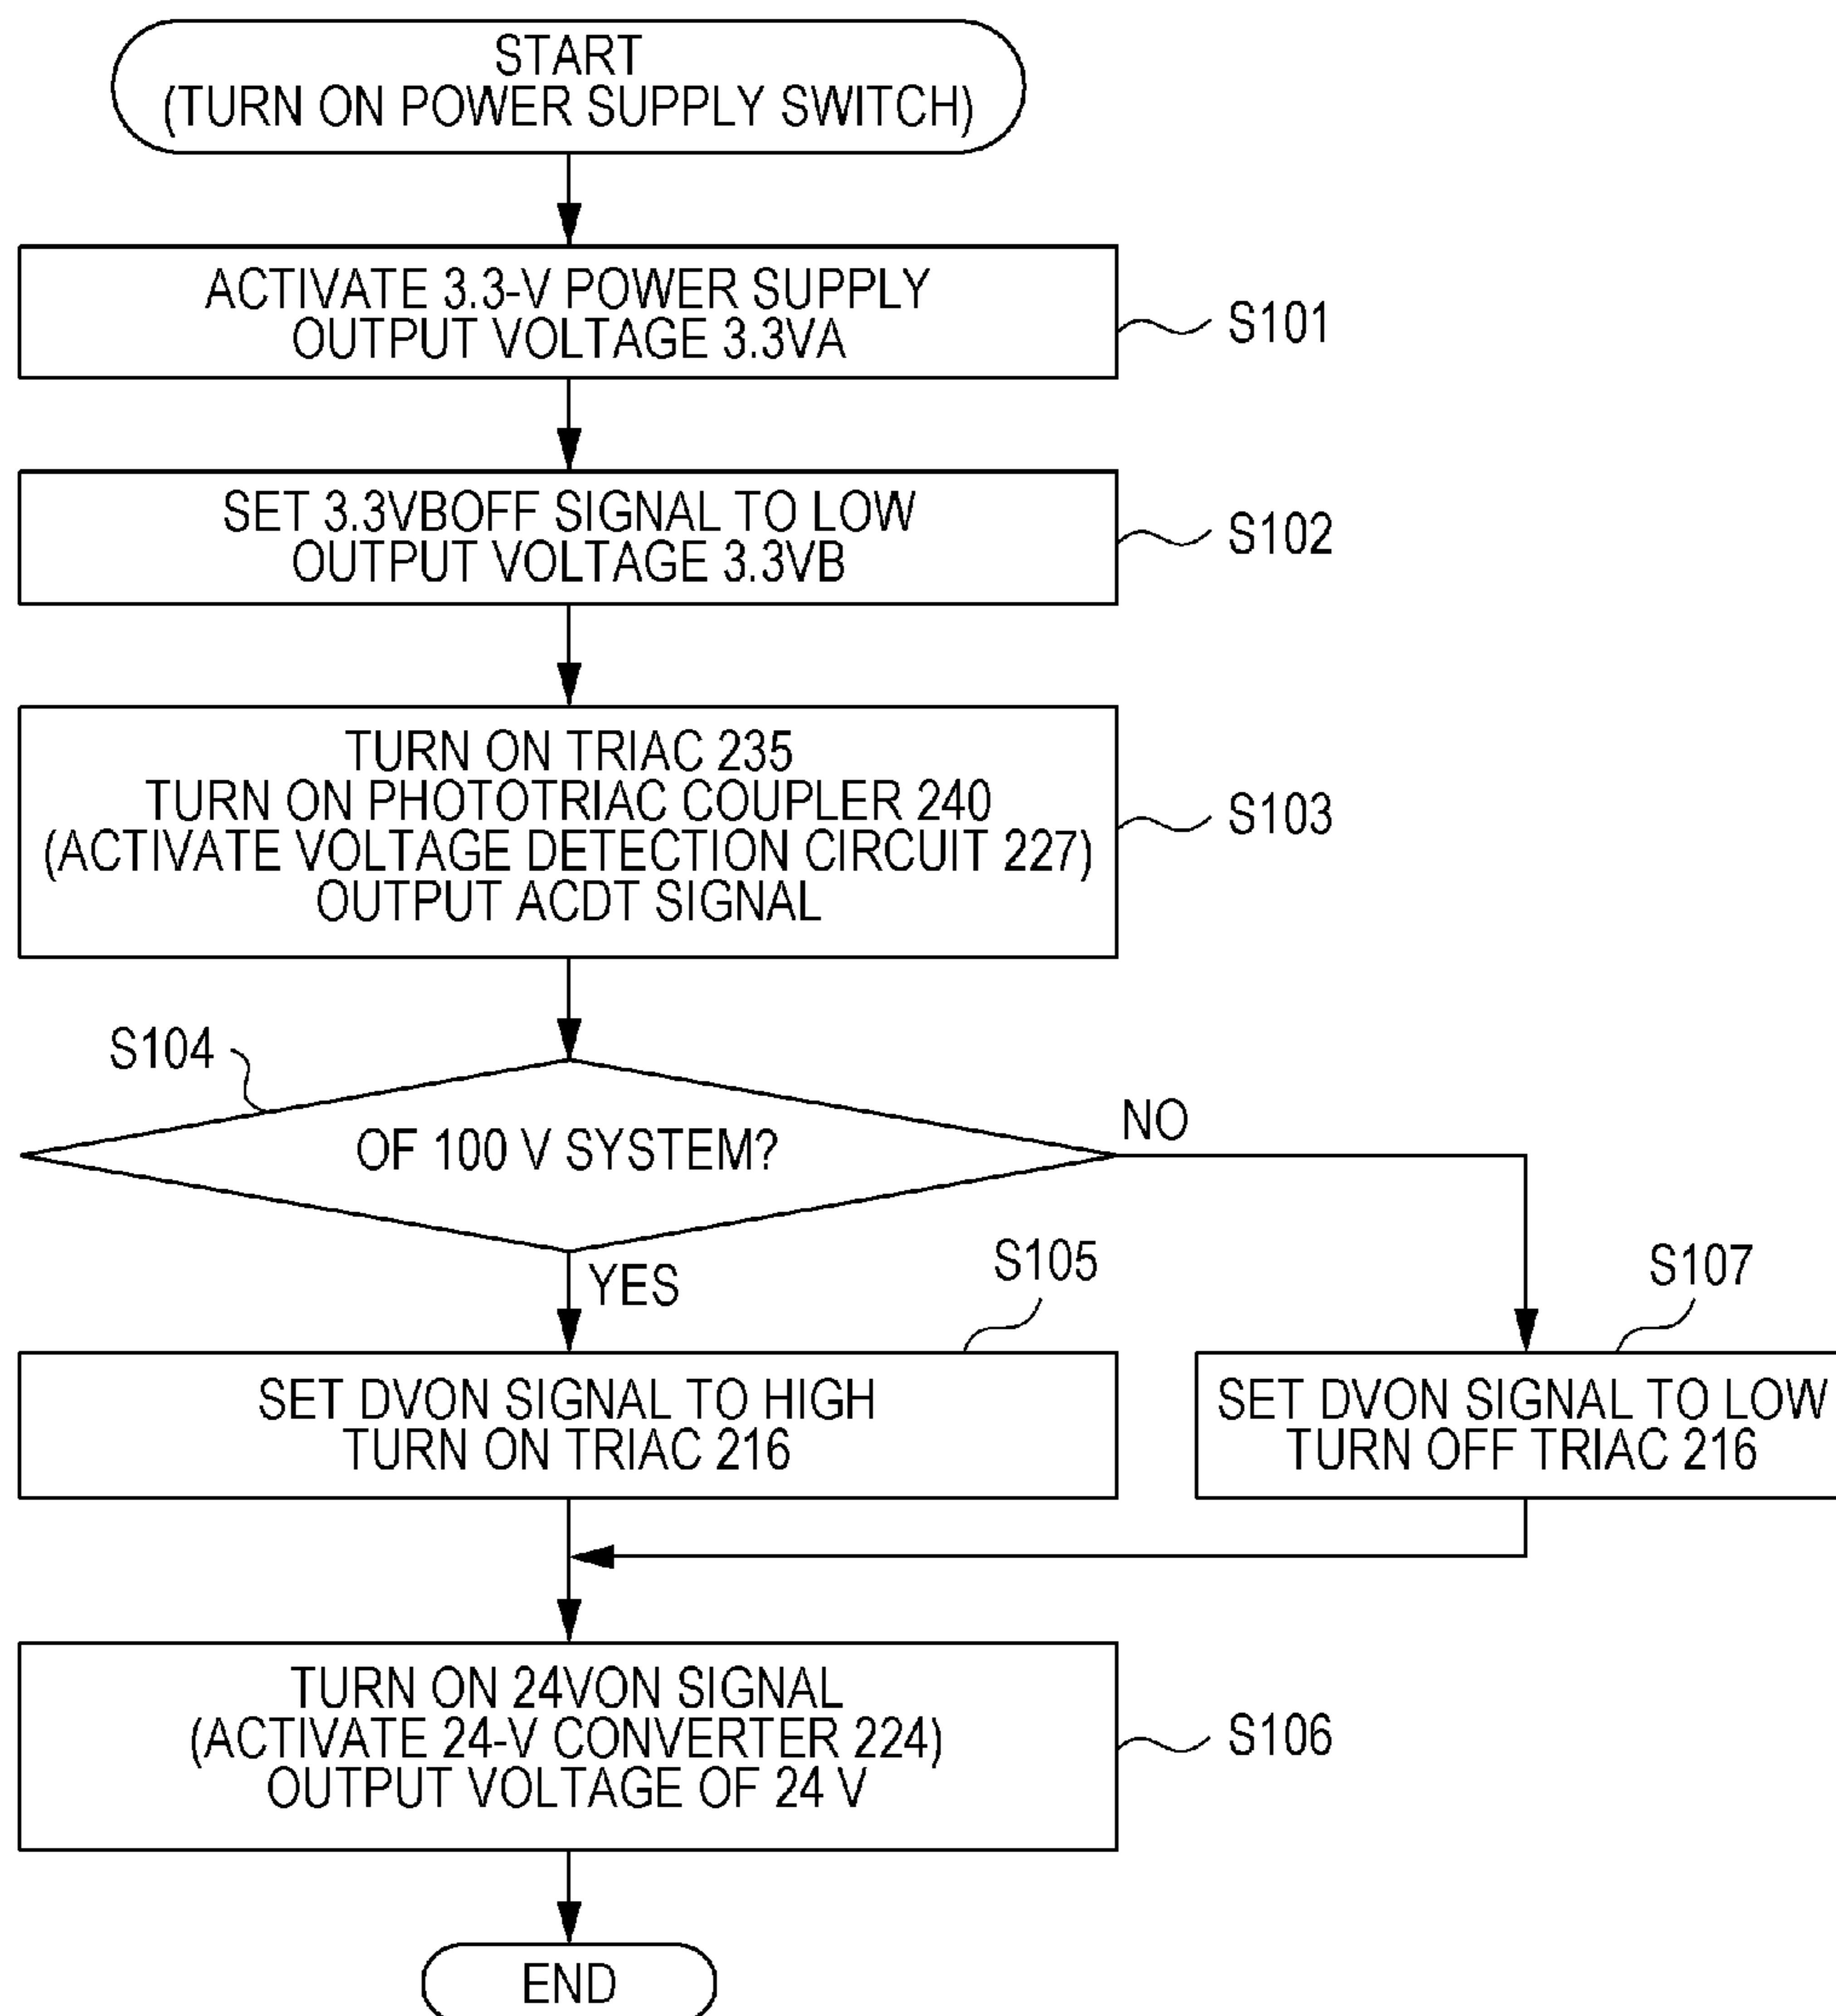 START
(TURN ON POWER SUPPLY SWITCH)
ACTIVATE 3.3-V POWER SUPPLY
OUTPUT VOLTAGE 3.3VA
S101
SET 3.3VBOFF SIGNAL TO LOW
OUTPUT VOLTAGE 3.3VB
S102
TURN ON TRIAC 235
TURN ON PHOTOTRIAC COUPLER 240
(ACTIVATE VOLTAGE DETECTION CIRCUIT 227)
OUTPUT ACDT SIGNAL
S103
S104
OF 100 V SYSTEM?
NO
YES
S105
SET DVON SIGNAL TO HIGH
TURN ON TRIAC 216
S107
SET DVON SIGNAL TO LOW
TURN OFF TRIAC 216
TURN ON 24VON SIGNAL
(ACTIVATE 24-V CONVERTER 224)
OUTPUT VOLTAGE OF 24 V
S106
END